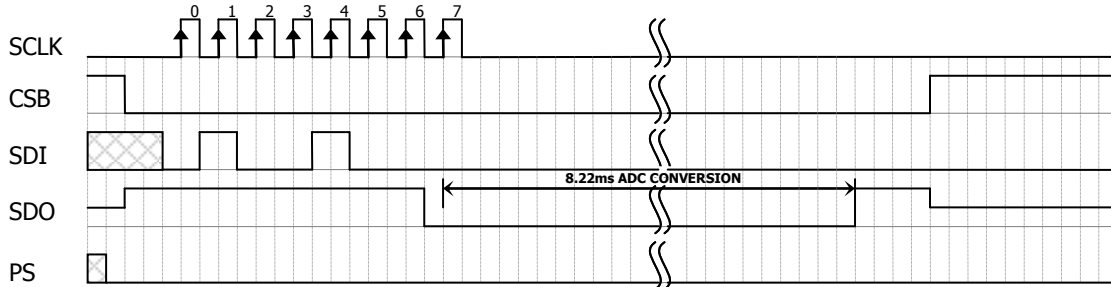 0 1 2 3 4 5 6 7
SCLK
CSB
SDI
8.22ms ADC CONVERSION
SDO
PS